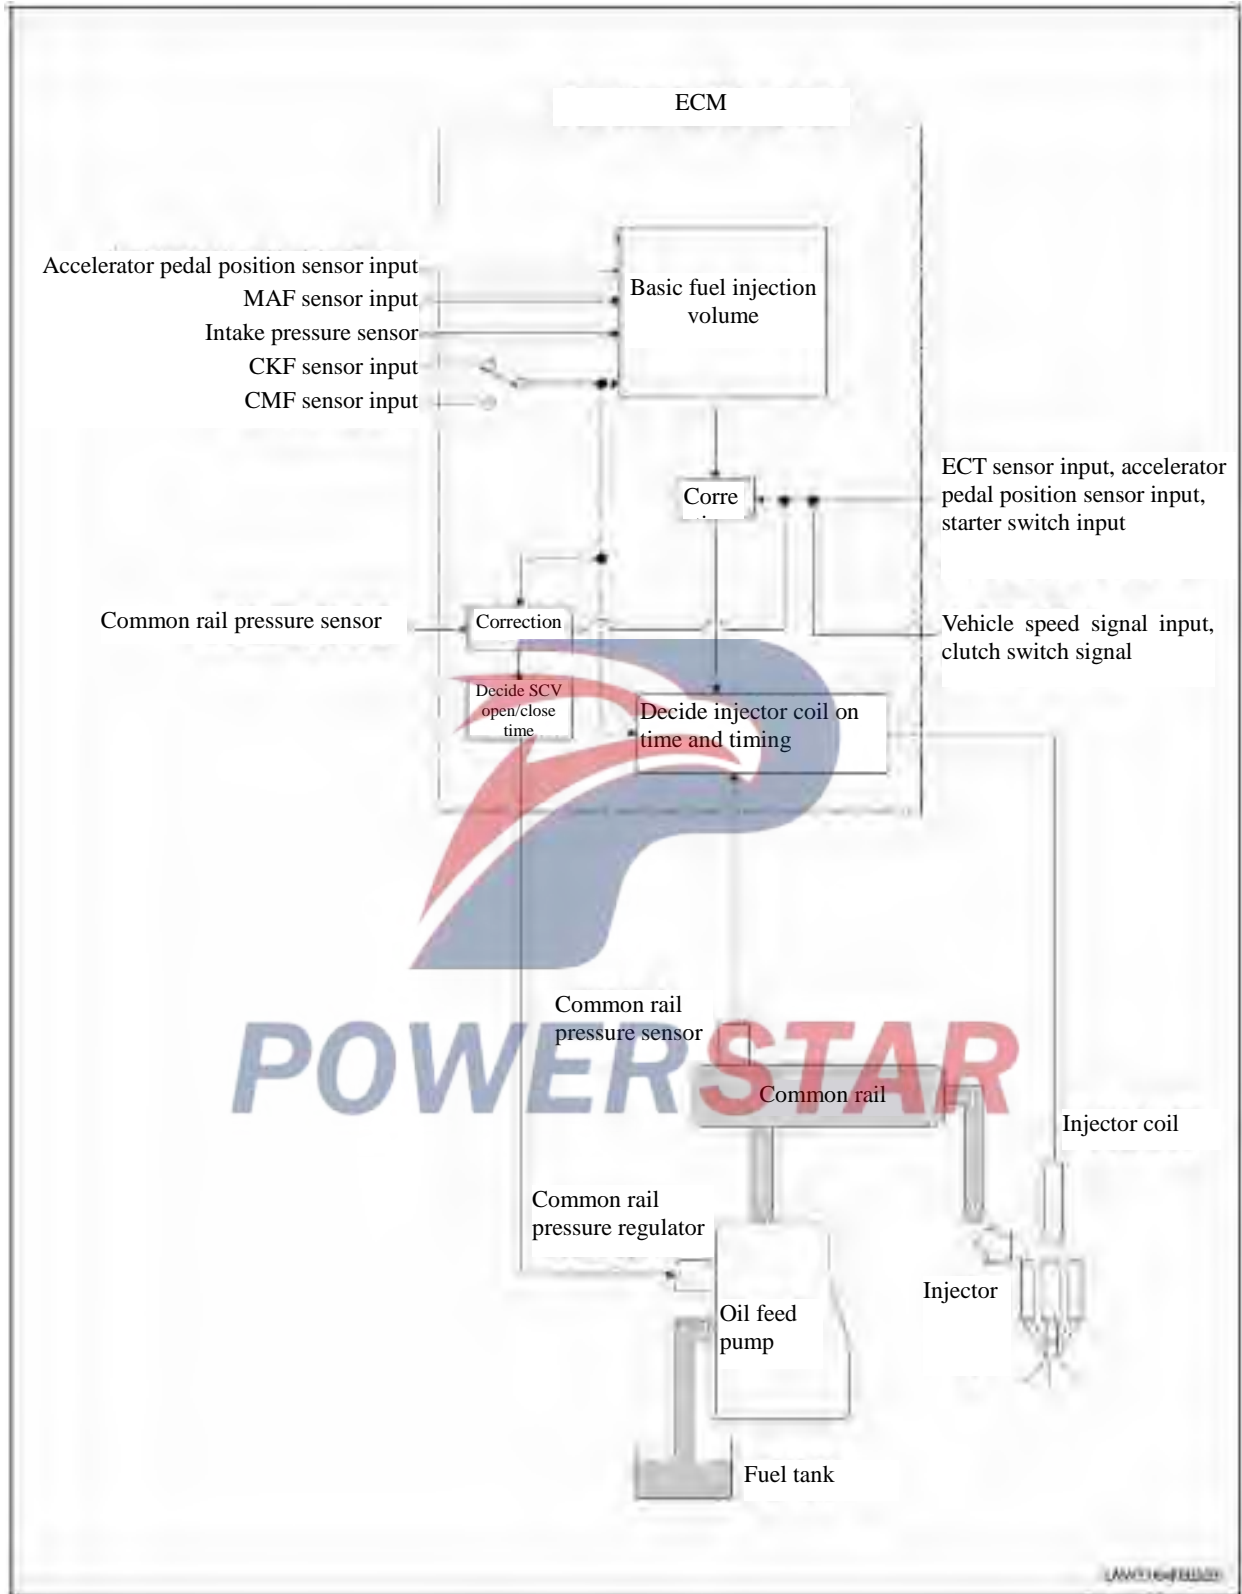 ECM
Accelerator pedal position sensor input
MAF sensor input
Intake pressure sensor
CKF sensor input
CMF sensor input
Basic fuel injection
volume
Corre
ECT sensor input, accelerator
pedal position sensor input,
starter switch input
Common rail pressure sensor
Correction
Vehicle speed signal input,
clutch switch signal
Decide SCV
open/close
time
Decide injector coil on
time and timing
Common rail
pressure sensor
POWERSTAR
Common rail
Injector coil
Common rail
pressure regulator
Injector
Oil feed
pump
Fuel tank